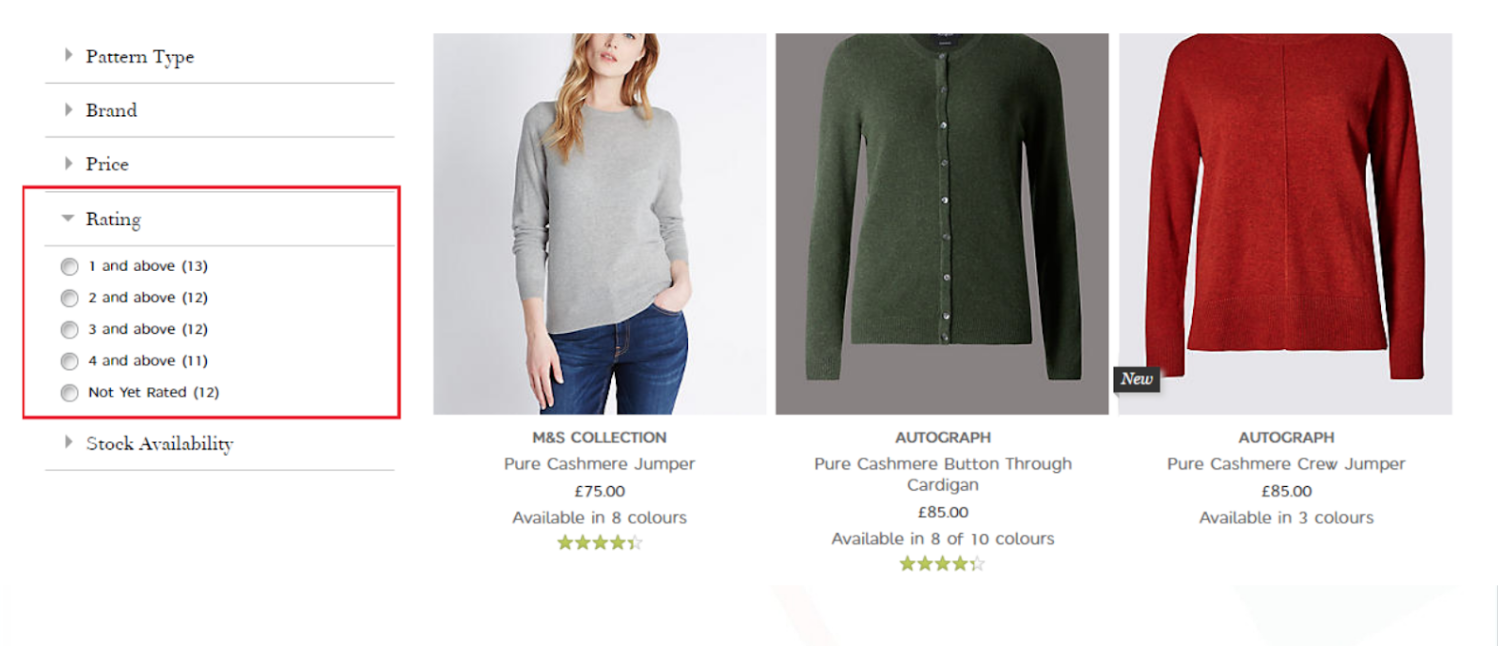 Pattern Type
Brand
Price
Rating
1 and above (13)
2 and above (12)
3 and above (12)
4 and above (11)
Not Yet Rated (12)
Stock Availability
M&S COLLECTION
Pure Cashmere Jumper
£75.00
Available in 8 colours
AUTOGRAPH
Pure Cashmere Button Through
Cardigan
£85.00
Available in 8 of 10 colours
New
AUTOGRAPH
Pure Cashmere Crew Jumper
£85.00
Available in 3 colours